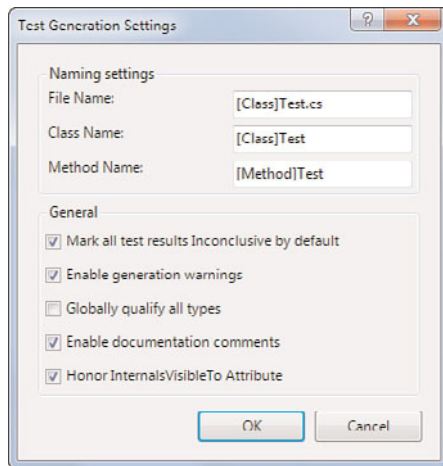 Test Generation Settings
Naming settings
File Name:
[Class]Test.cs
Class Name:
[Class]Test
Method Name:
[Method]Test
General
Mark all test results Inconclusive by default
Enable generation warnings
Globally qualify all types
Enable documentation comments
Honor InternalsVisibleTo Attribute
OK
Cancel